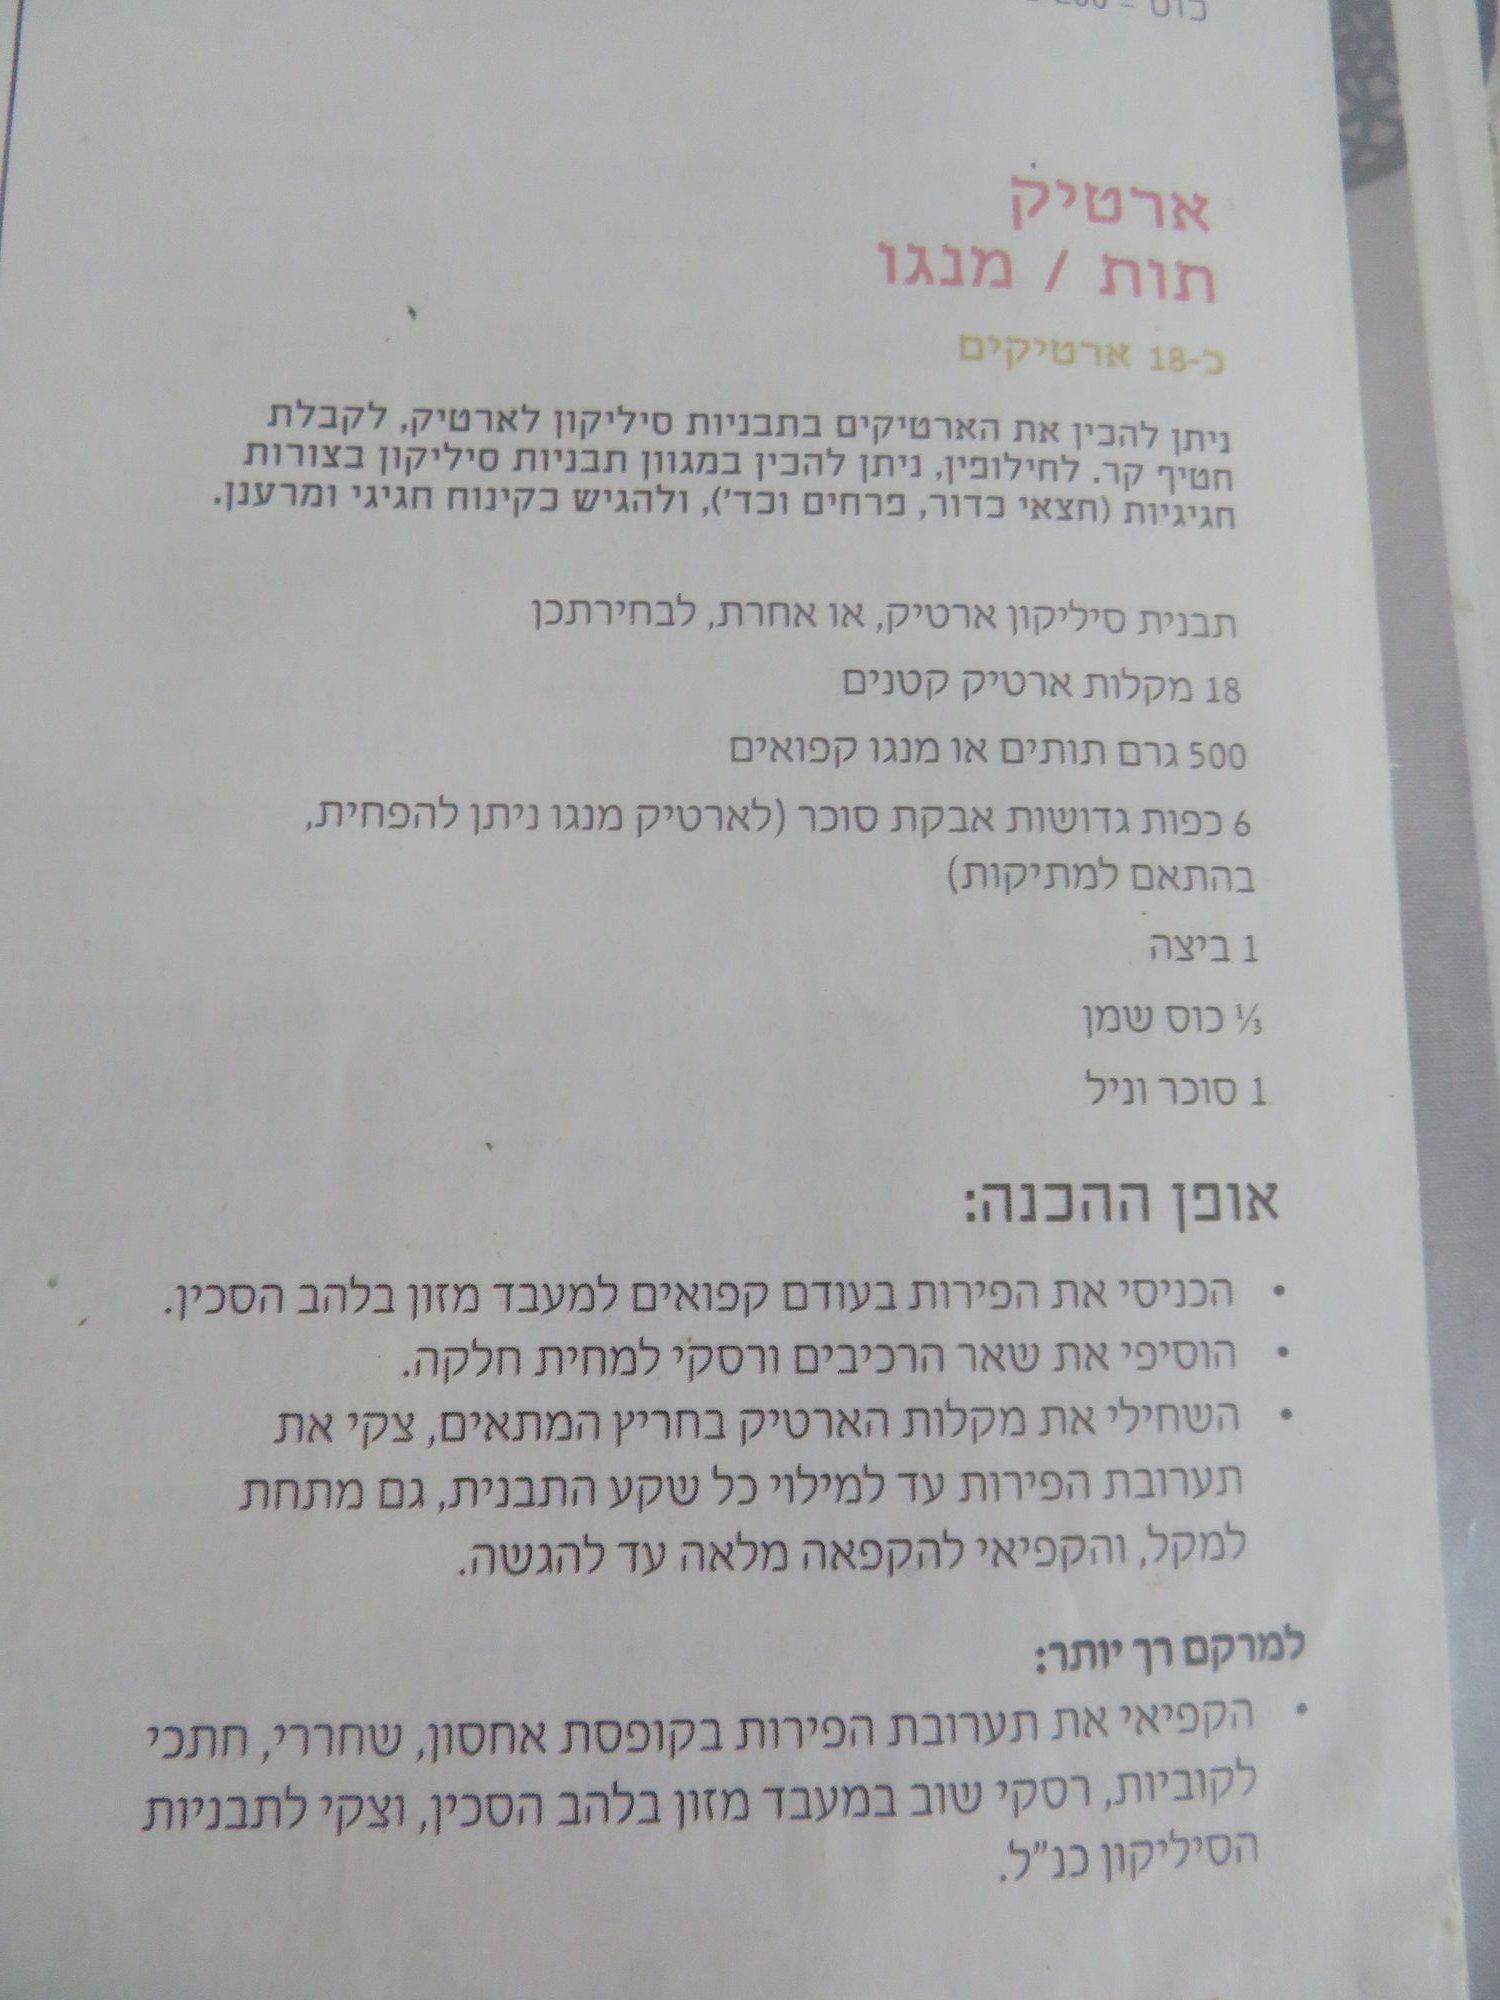 כוס = 200
ארטיק
תות / מנגו
כ-18 ארטיקים
ניתן להכין את הארטיקים בתבניות סיליקון לארטיק, לקבלת
חטיף קר. לחילופין, ניתן להכין במגוון תבניות סיליקון בצורות
חגיגיות (חצאי כדור, פרחים וכד'), ולהגיש כקינוח חגיגי ומרענן.
תבנית סיליקון ארטיק, או אחרת, לבחירתכן
18 מקלות ארטיק קטנים
500 גרם תותים או מנגו קפואים
6 כפות גדושות אבקת סוכר (לארטיק מנגו ניתן להפחית,
בהתאם למתיקות)
1 ביצה
⅓ כוס שמן
1 סוכר וניל
אופן ההכנה:
• הכניסי את הפירות בעודם קפואים למעבד מזון בלהב הסכין.
• הוסיפי את שאר הרכיבים ורסקי למחית חלקה.
• השחילי את מקלות הארטיק בחריץ המתאים, צקי את
תערובת הפירות עד למילוי כל שקע התבנית, גם מתחת
למקל, והקפיאי להקפאה מלאה עד להגשה.
למרקם רך יותר:
• הקפיאי את תערובת הפירות בקופסת אחסון, שחררי, חתכי
לקוביות, רסקי שוב במעבד מזון בלהב הסכין, וצקי לתבניות
הסיליקון כנ"ל.